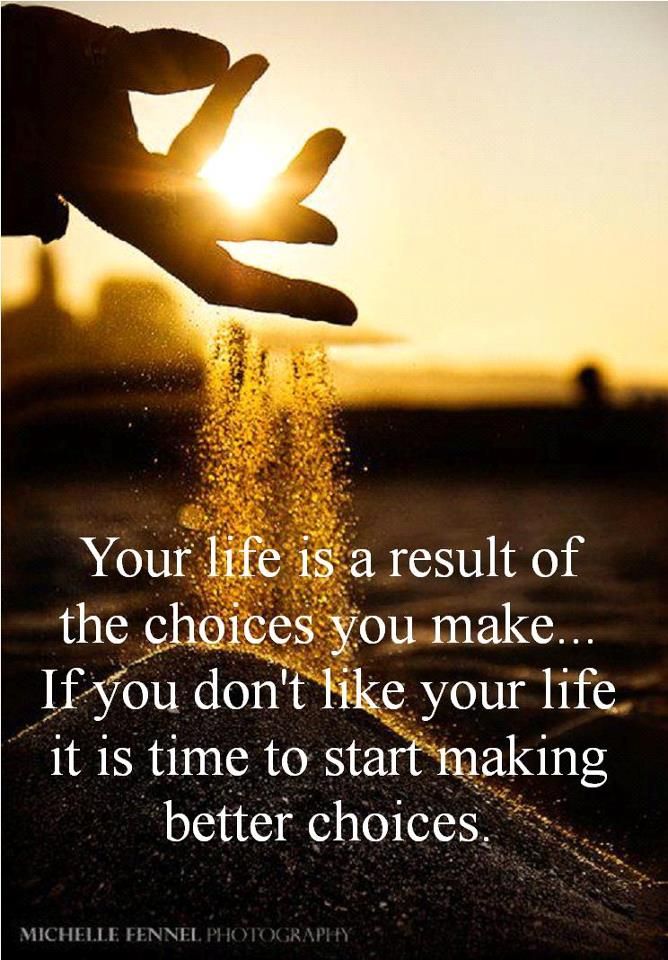 Your life is a result of
the choices you make...
If you don't like your life
it is time to start making
better choices.
MICHELLE FENNEL PHOTOGRAPHY